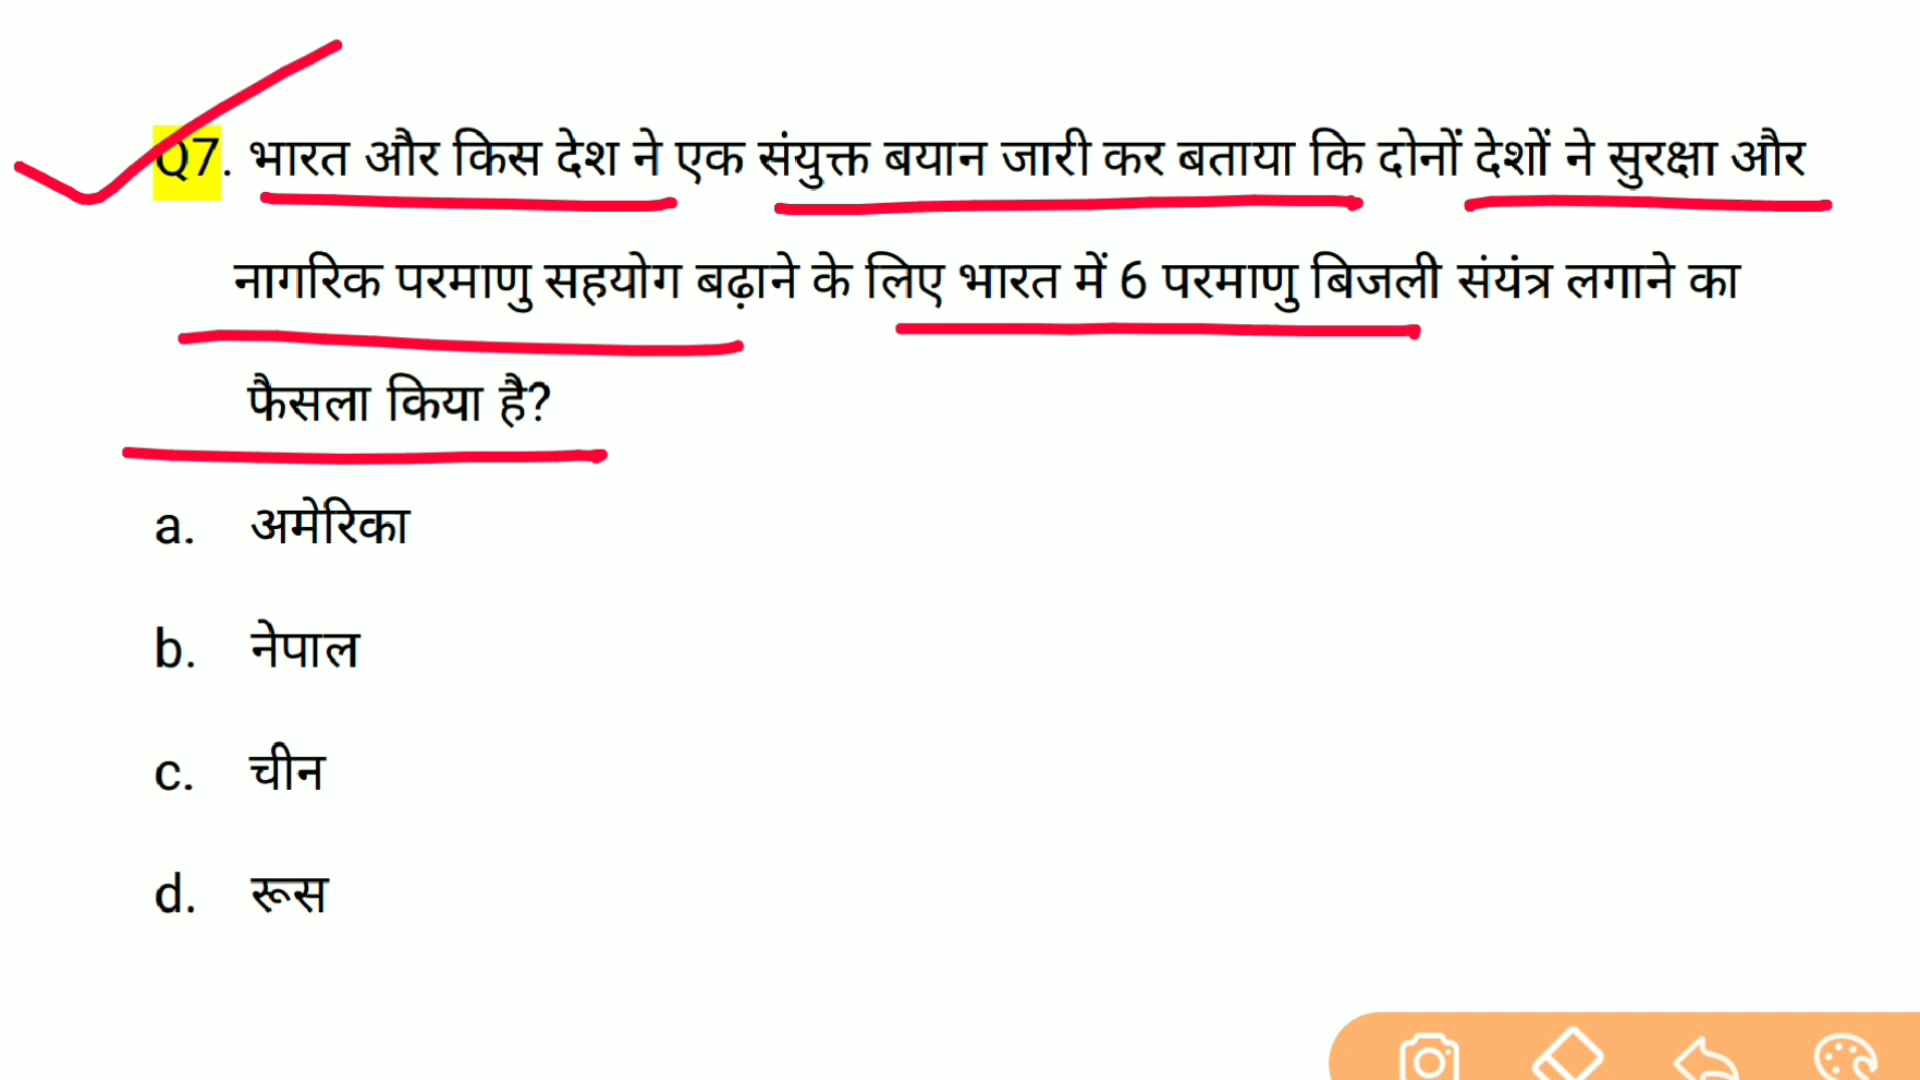 Q7. भारत और किस देश ने एक संयुक्त बयान जारी कर बताया कि दोनों देशों ने सुरक्षा और
नागरिक परमाणु सहयोग बढ़ाने के लिए भारत में 6 परमाणु बिजली संयंत्र लगाने का
फैसला किया है?
a. अमेरिका
b. नेपाल
c. चीन
d. रूस